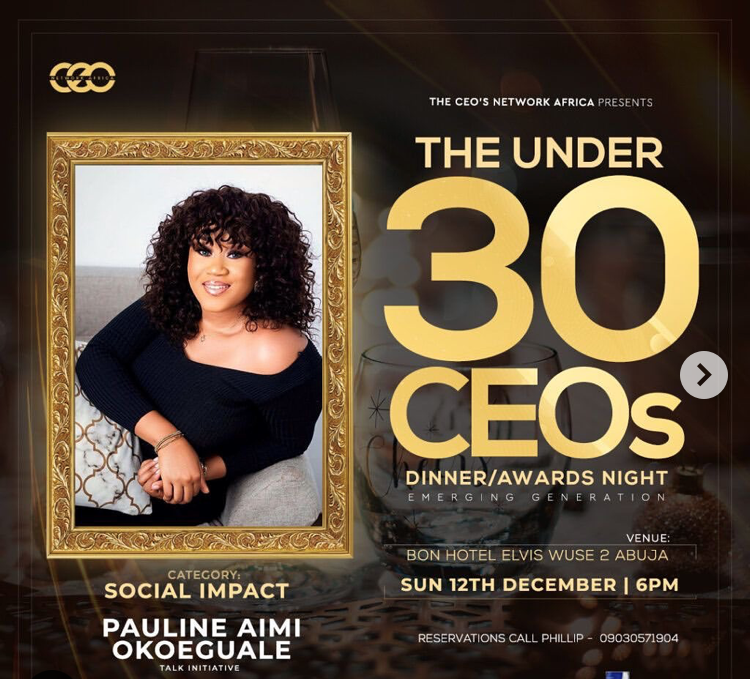 CEO
NETWORK AFRICA
THE CEO'S NETWORK AFRICA PRESENTS
THE UNDER
30
CEOs
DINNER/AWARDS NIGHT
EMERGING GENERATION
VENUE:
BON HOTEL ELVIS WUSE 2 ABUJA
SUN 12TH DECEMBER | 6PM
RESERVATIONS CALL PHILLIP - 09030571904
CATEGORY:
SOCIAL IMPACT
PAULINE AIMI
OKOEGUALE
TALK INITIATIVE